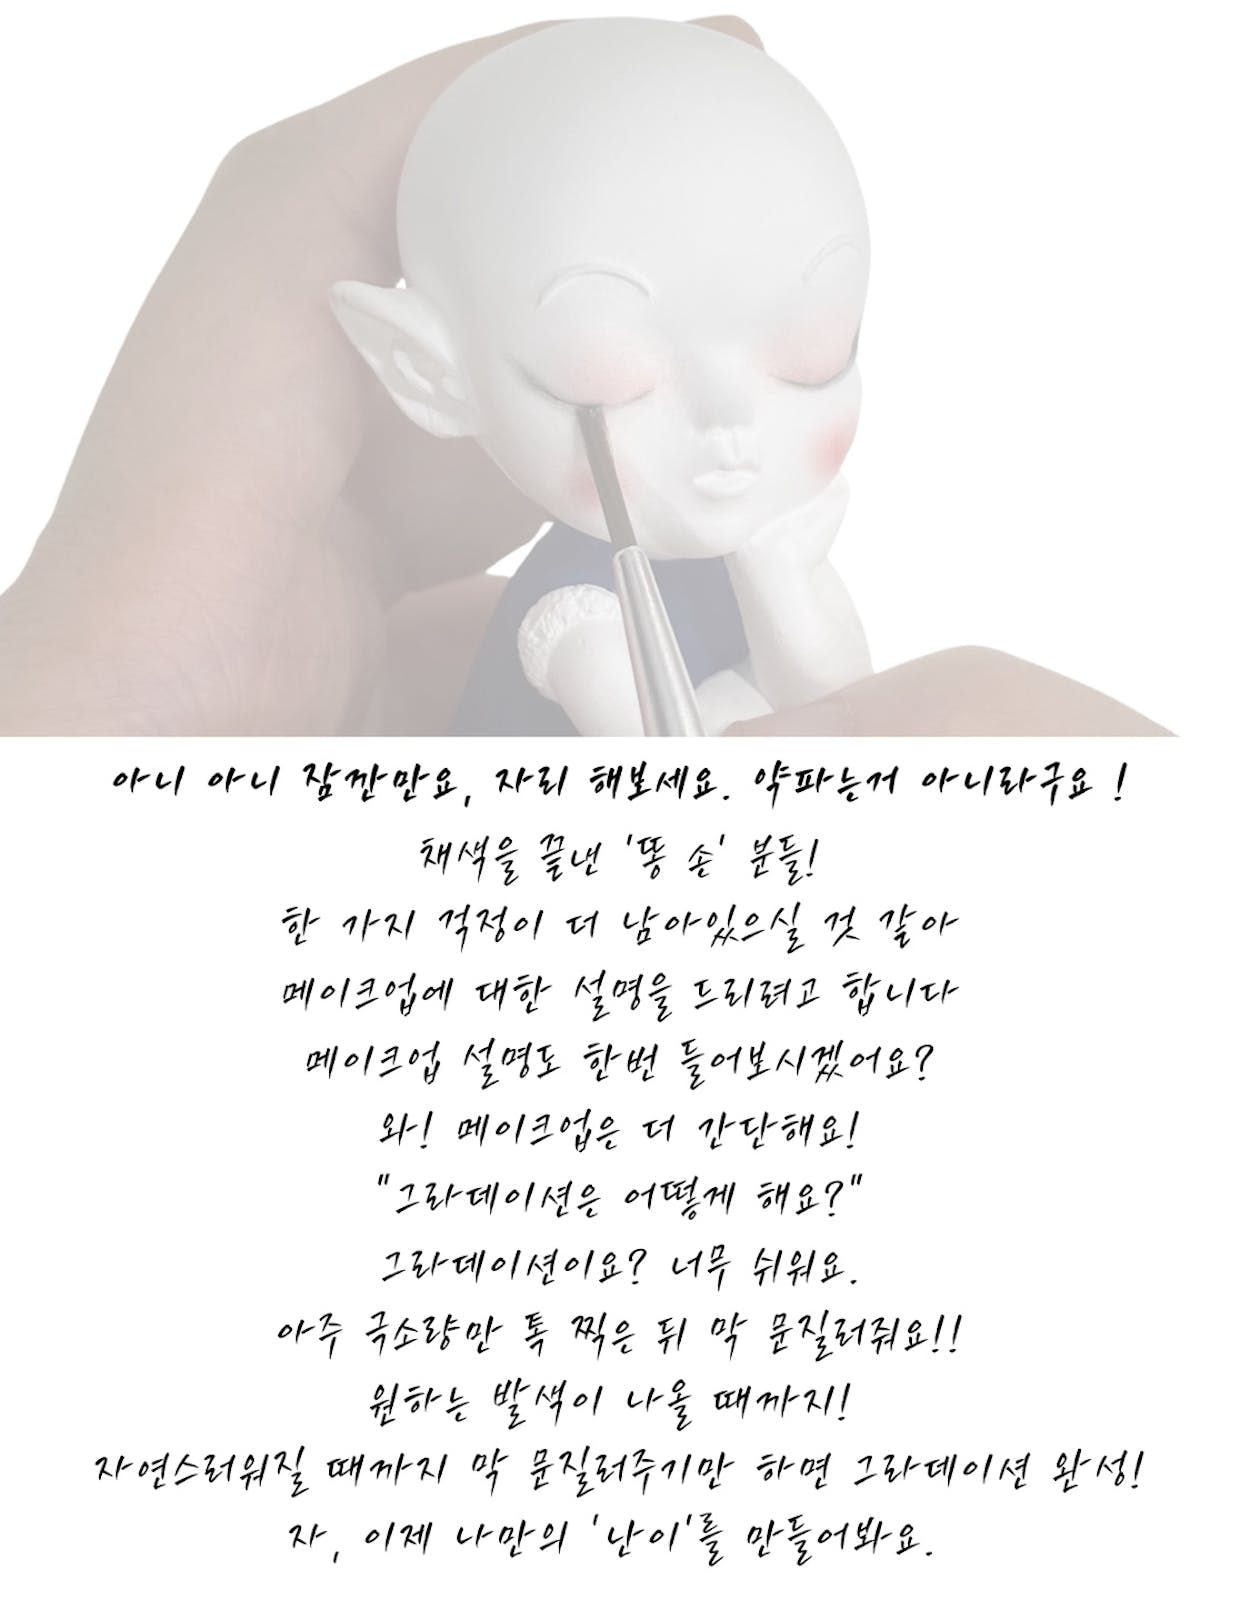 아니 아니 잠깐만요, 자리 해보세요. 약파는거 아니라구요 !
채색을 끝낸 '똥 손' 분들!
한 가지 걱정이 더 남아있으실 것 같아
메이크업에 대한 설명을 드리려고 합니다
메이크업 설명도 한번 들어보시겠어요?
와! 메이크업은 더 간단해요!
"그라데이션은 어떻게 해요?"
그라데이션이요? 너무 쉬워요.
아주 극소량만 톡 찍은 뒤 막 문질러줘요!!
원하는 발색이 나올 때까지!
자연스러워질 때까지 막 문질러주기만 하면 그라데이션 완성!
자, 이제 나만의 '난이'를 만들어봐요.